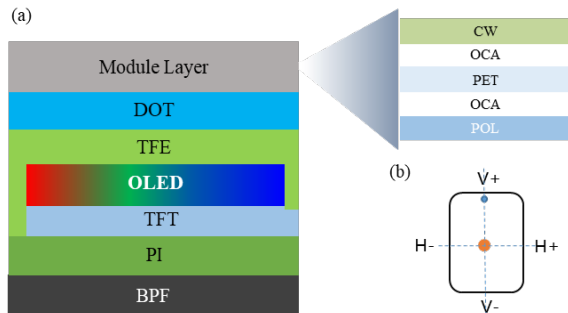 (a)
Module Layer
DOT
TFE
OLED
TFT
PI
BPF
CW
OCA
PET
OCA
POL
(b)
V+
H-
H+
V-